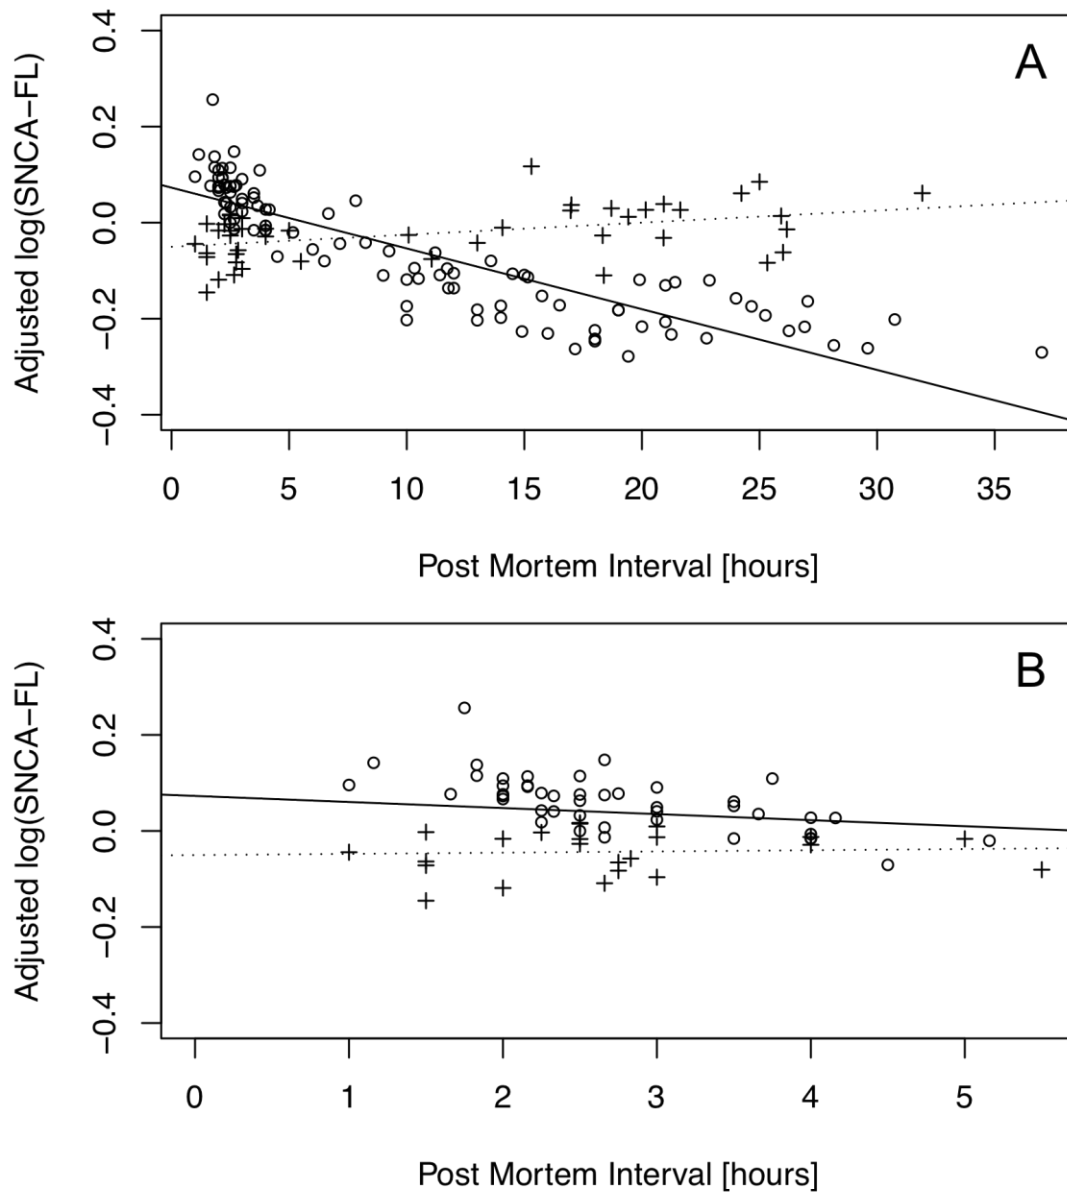 A
Adjusted log(SNCA−FL)
0.4
0.2
0.0
−0.2
−0.4
0 5 10 15 20 25 30 35
Post Mortem Interval [hours]
B
Adjusted log(SNCA−FL)
0.4
0.2
0.0
−0.2
−0.4
0 1 2 3 4 5
Post Mortem Interval [hours]